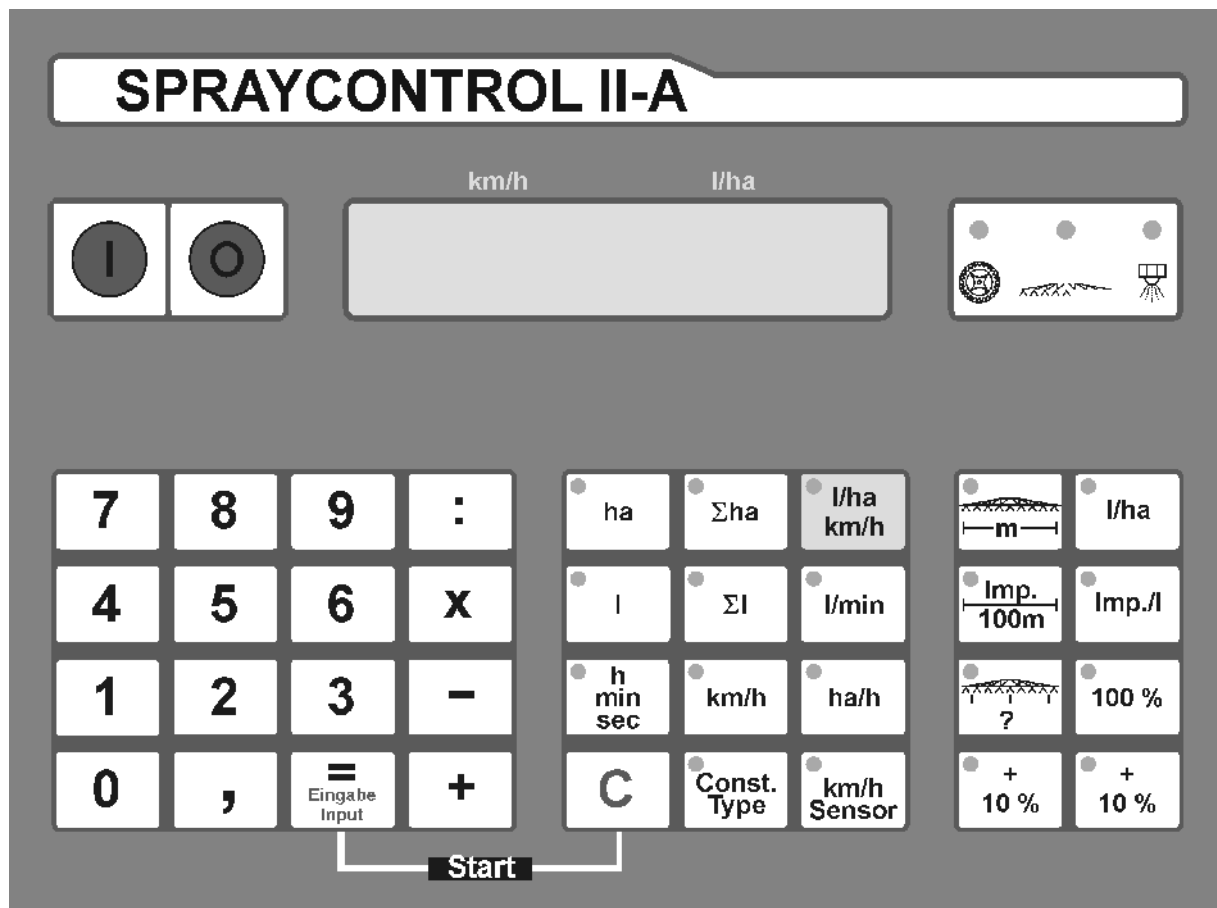 SPRAYCONTROL II-A
km/h l/ha
I O
7 8 9 :
ha Σha l/ha
km/h
m
l/ha
4 5 6 x
l Σl l/min
Imp.
100m
Imp./l
1 2 3 −
h
min
sec
km/h ha/h
?
100 %
0 , =
Eingabe
Input
+
C
Const.
Type
km/h
Sensor
+
10 %
+
10 %
Start